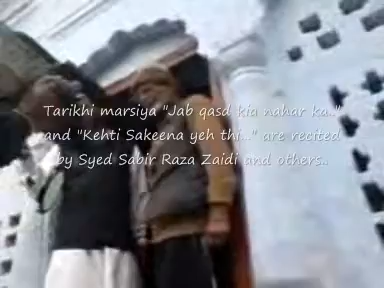 Tarikhi marsiya "Jab qasd kia nahar ka.."
and "Kehti Sakeena yeh thi.." are recited
by Syed Sabir Raza Zaidi and others..